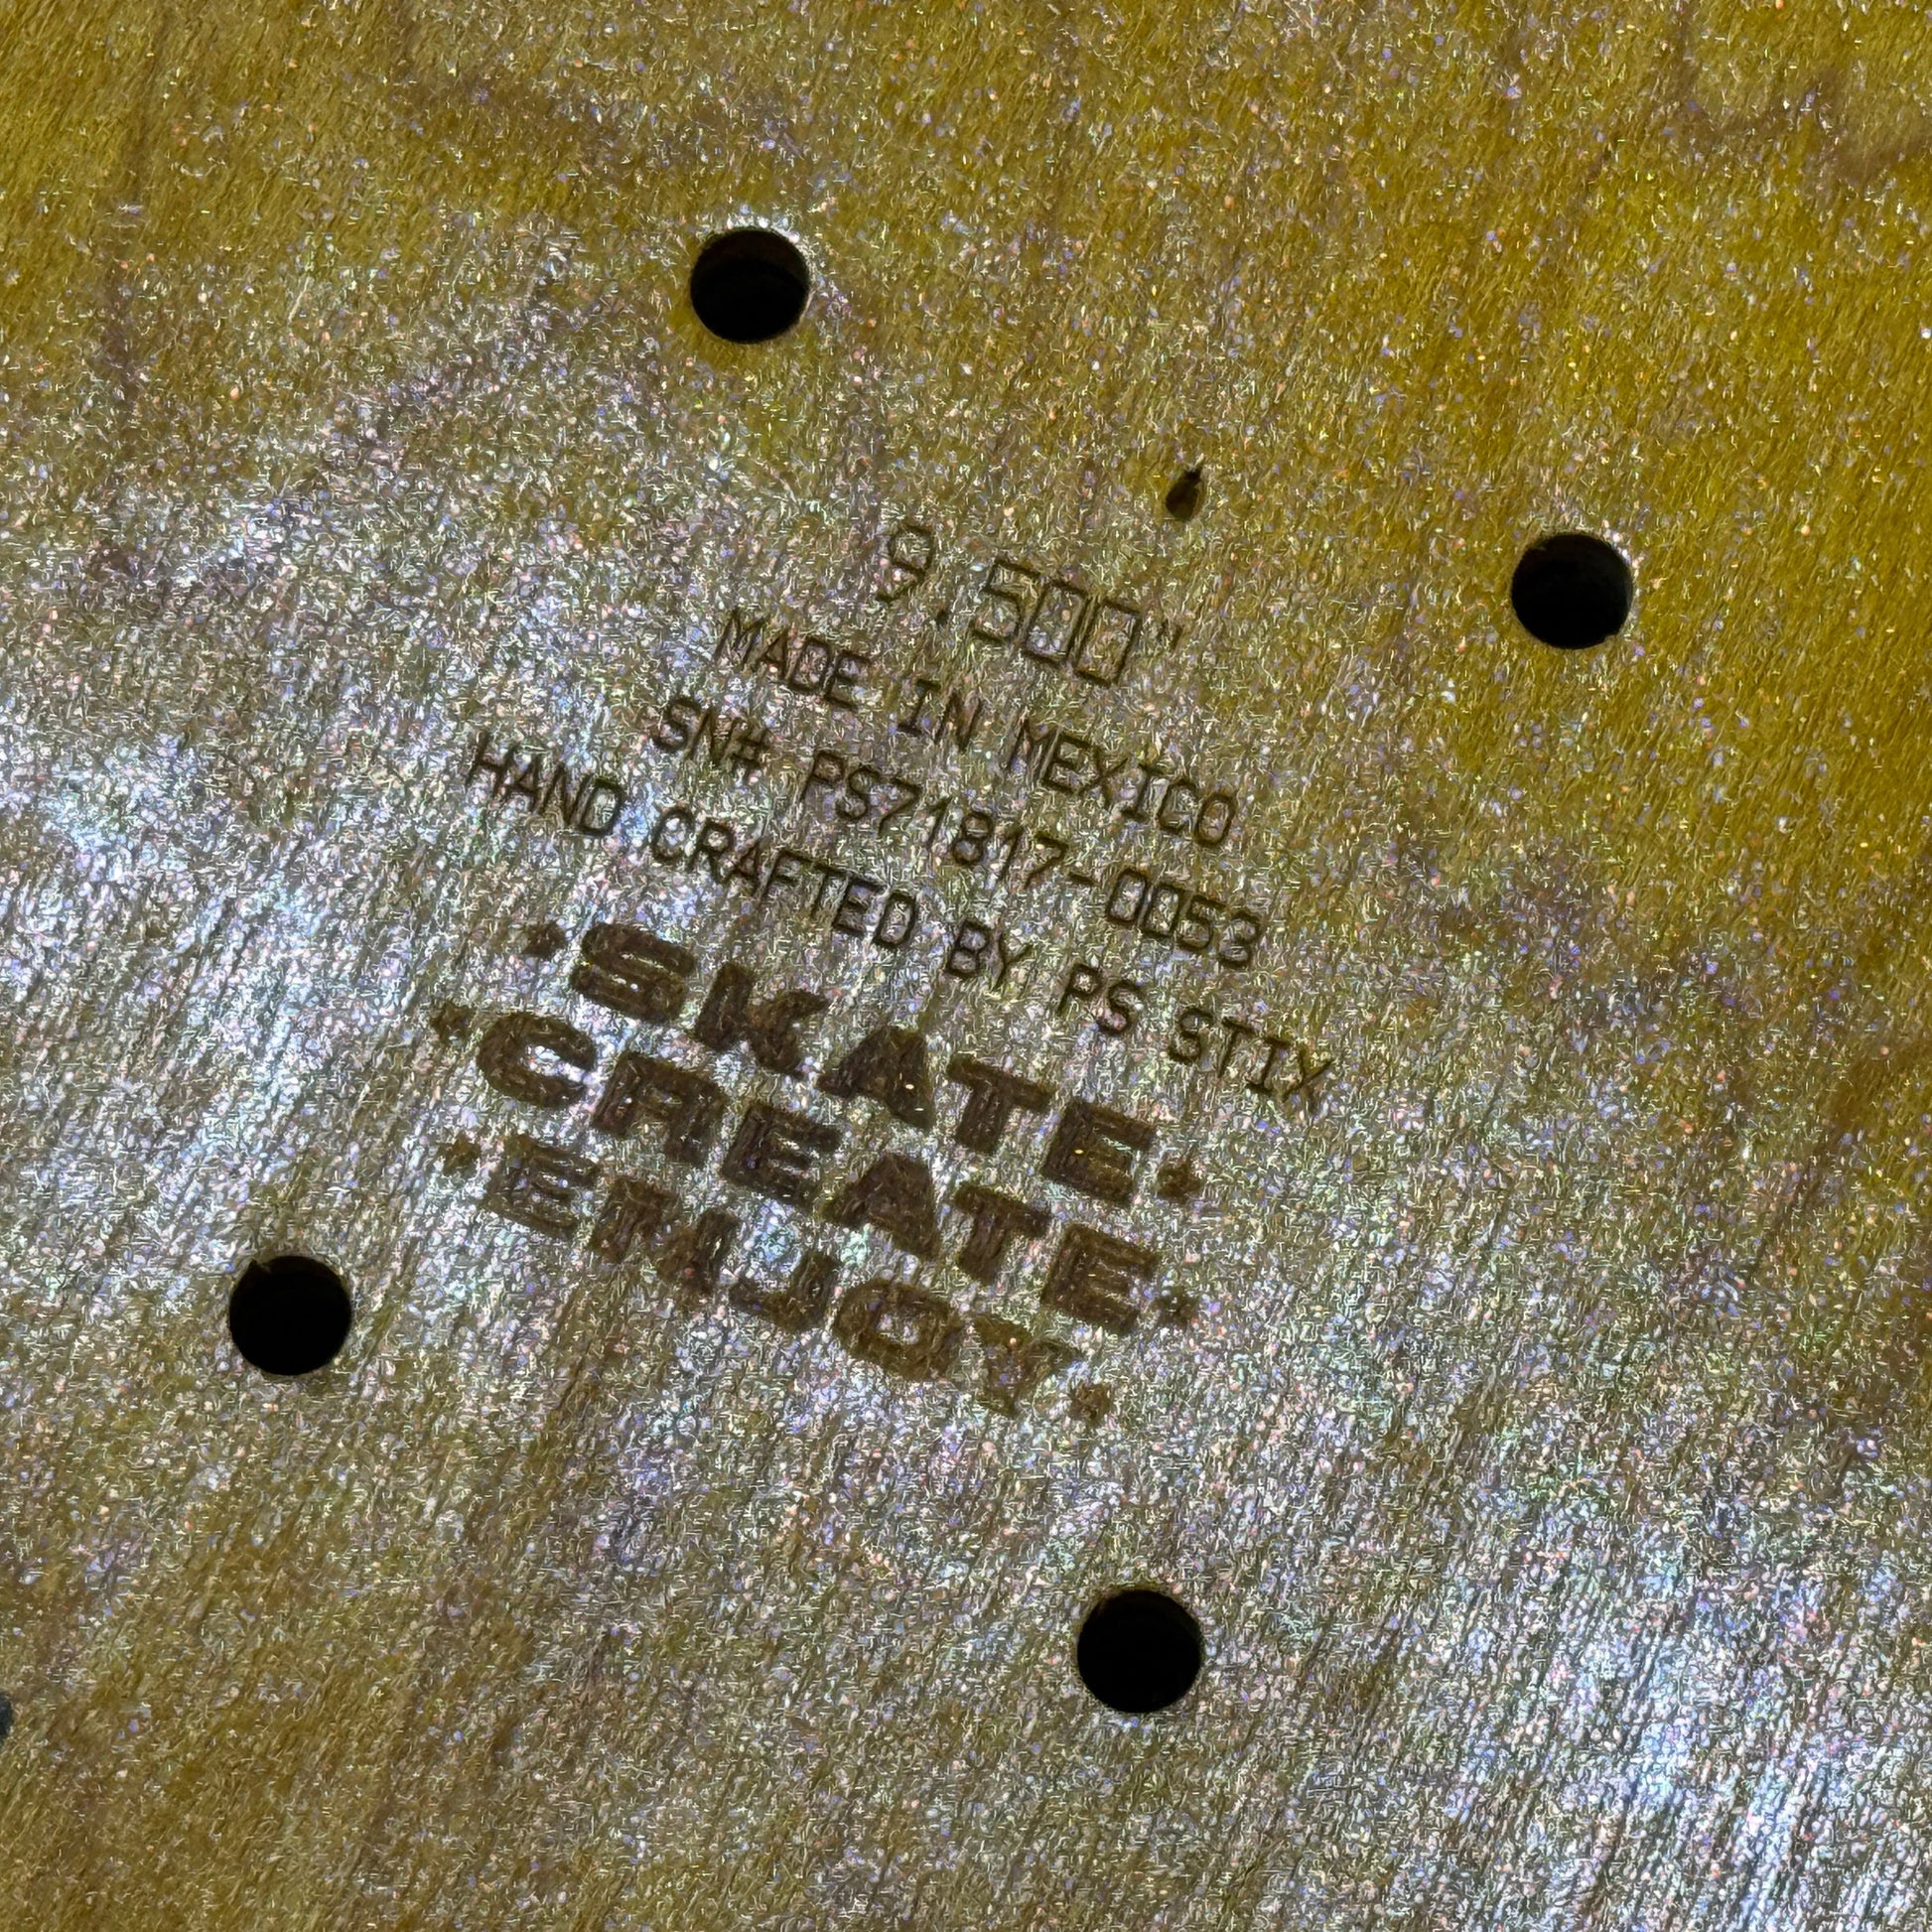 9.500"
MADE IN MEXICO
SN# PS71817-0053
HAND CRAFTED BY PS STIX
·SKATE.
·CREATE.
·ENJOY.